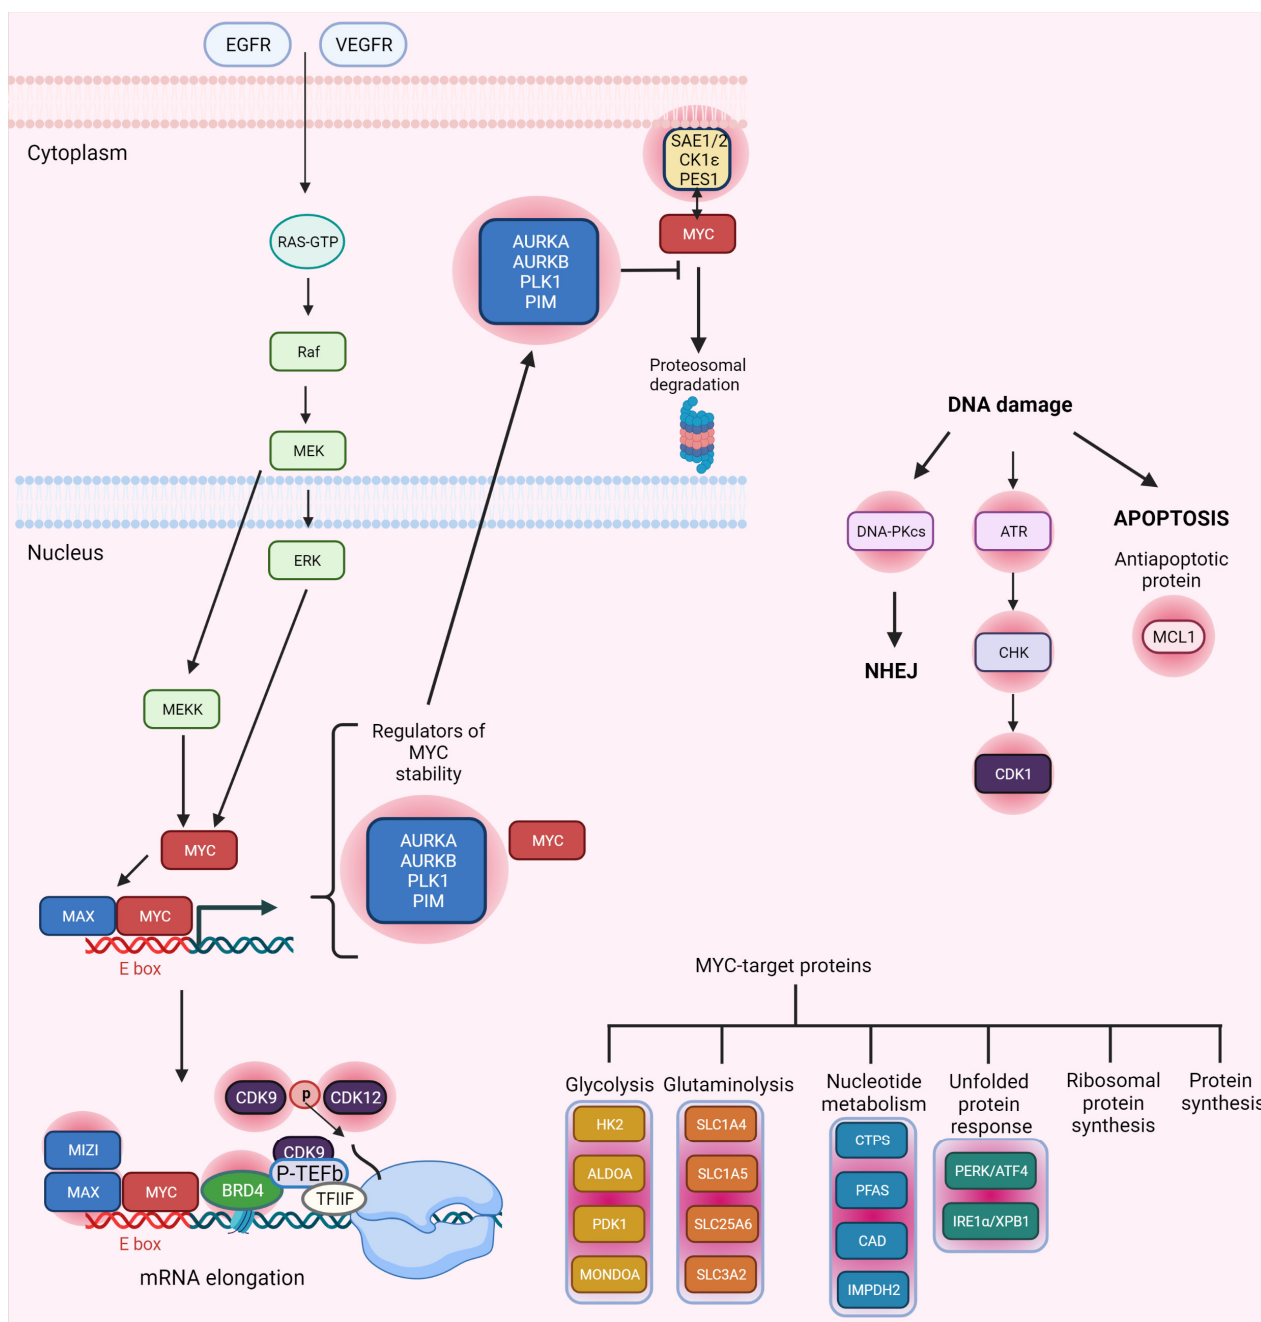 EGFR
VEGFR
Cytoplasm
SAE1/2
CK1ε
PES1
MYC
AURKA
AURKB
PLK1
PIM
RAS-GTP
Raf
MEK
Proteosomal
degradation
Nucleus
ERK
MEKK
MYC
MAX
MYC
E box
Regulators of
MYC
stability
AURKA
AURKB
PLK1
PIM
MYC
DNA damage
DNA-PKcs
NHEJ
ATR
CHK
CDK1
APOPTOSIS
Antiapoptotic
protein
MCL1
CDK9
p
CDK12
MIZI
MAX
MYC
BRD4
CDK9
P-TEFb
TFIIF
E box
mRNA elongation
MYC-target proteins
Glycolysis
HK2
ALDOA
PDK1
MONDOA
Glutaminolysis
SLC1A4
SLC1A5
SLC25A6
SLC3A2
Nucleotide
metabolism
CTPS
PFAS
CAD
IMPDH2
Unfolded
protein
response
PERK/ATF4
IRE1α/XPB1
Ribosomal
protein
synthesis
Protein
synthesis